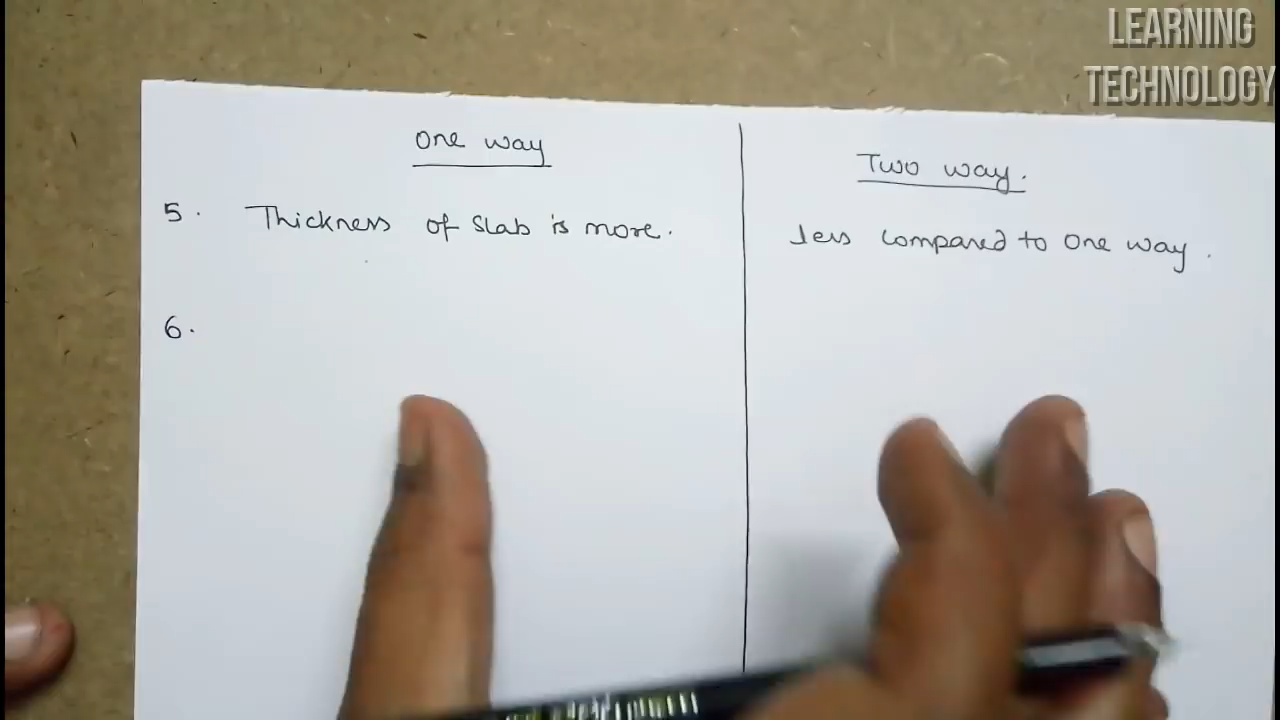 LEARNING
TECHNOLOGY
One way
Two way.
5. Thickness of Slab is more.
less compared to One way.
6.